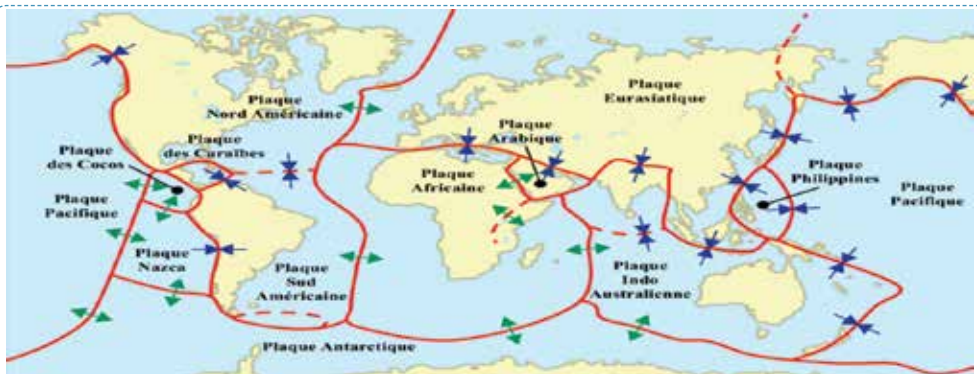 Plaque
Nord Américaine
Plaque
Eurasiatique
Plaque
Arabique
Plaque
des Caraïbes
Plaque
des Cocos
Plaque
Africaine
Plaque
Philippines
Plaque
Pacifique
Plaque
Pacifique
Plaque
Nazca
Plaque
Sud
Américaine
Plaque
Indo
Australienne
Plaque Antarctique